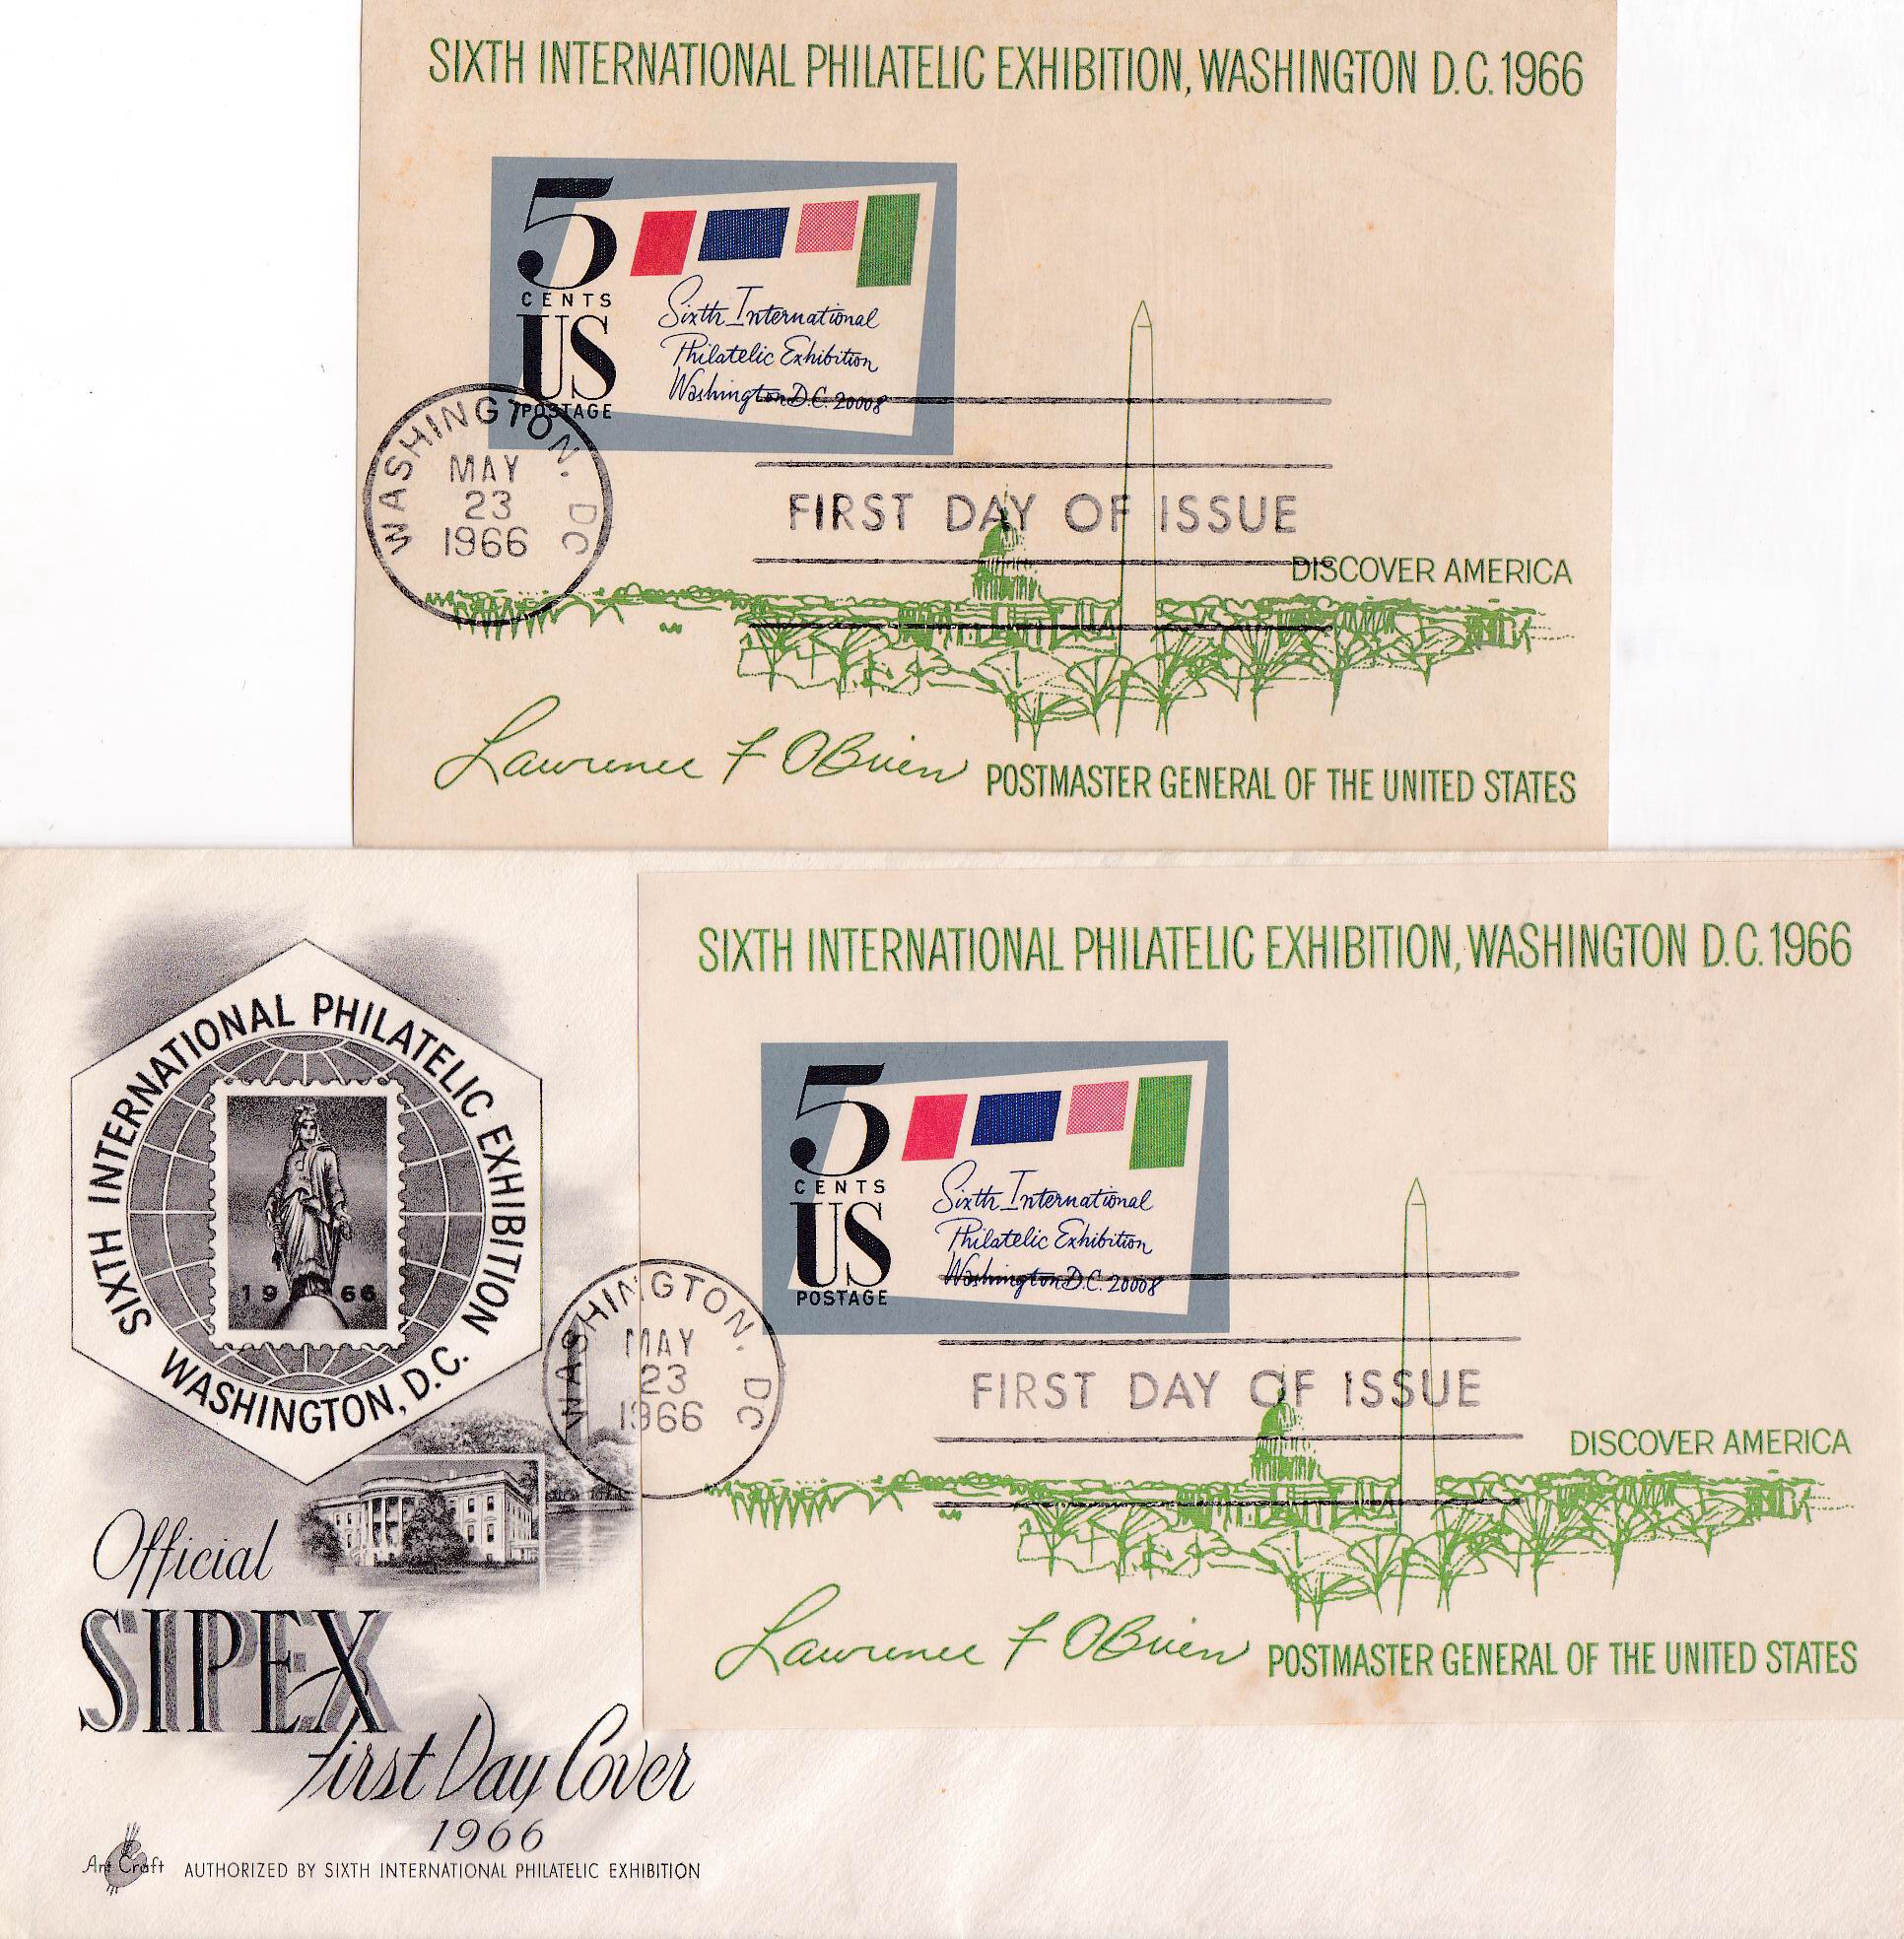 SIXTH INTERNATIONAL PHILATELIC EXHIBITION, WASHINGTON D.C. 1966
5
CENTS
US
POSTAGE
Sixth International
Philatelic Exhibition
Washington D.C. 20008
WASHINGTON, DC
MAY
23
1966
FIRST DAY OF ISSUE
DISCOVER AMERICA
Lawrence F O'Brien POSTMASTER GENERAL OF THE UNITED STATES
SIXTH INTERNATIONAL PHILATELIC EXHIBITION
WASHINGTON, D.C.
1966
Official
SIPEX
First Day Cover
1966
Art Craft AUTHORIZED BY SIXTH INTERNATIONAL PHILATELIC EXHIBITION
SIXTH INTERNATIONAL PHILATELIC EXHIBITION, WASHINGTON D.C. 1966
5
CENTS
US
POSTAGE
Sixth International
Philatelic Exhibition
Washington D.C. 20008
WASHINGTON, DC
MAY
23
1966
FIRST DAY OF ISSUE
DISCOVER AMERICA
Lawrence F O'Brien POSTMASTER GENERAL OF THE UNITED STATES